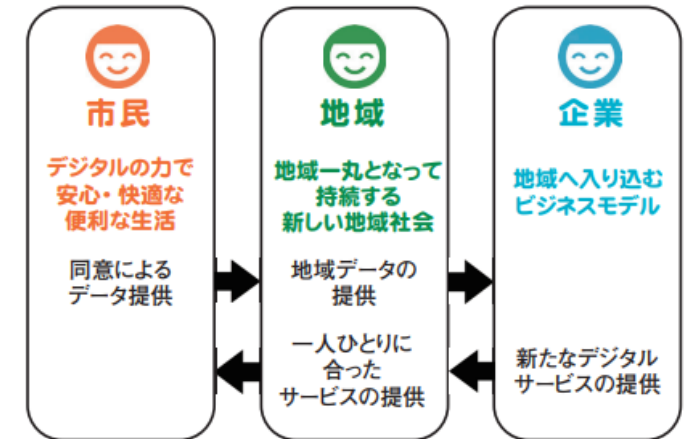 市民
デジタルの力で
安心・快適な
便利な生活
同意による
データ提供
地域
地域一丸となって
持続する
新しい地域社会
地域データの
提供
一人ひとりに
合った
サービスの提供
企業
地域へ入り込む
ビジネスモデル
新たなデジタル
サービスの提供